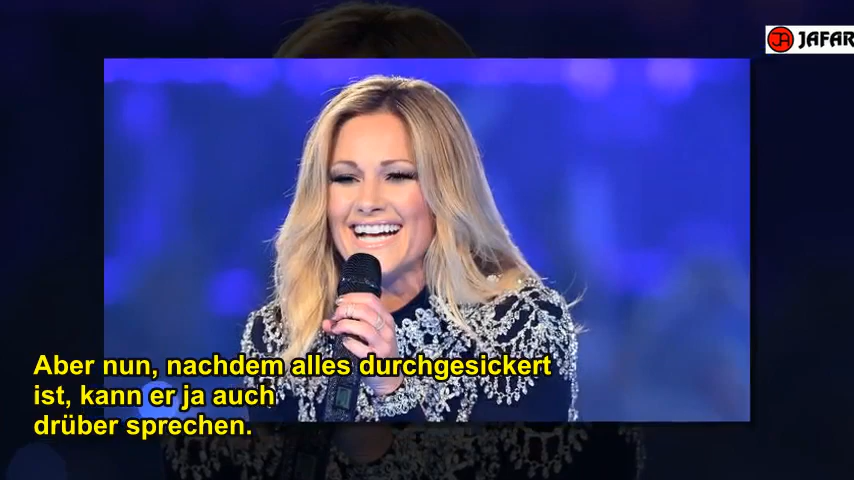 JAFAR
Aber nun, nachdem alles durchgesickert
ist, kann er ja auch
drüber sprechen.